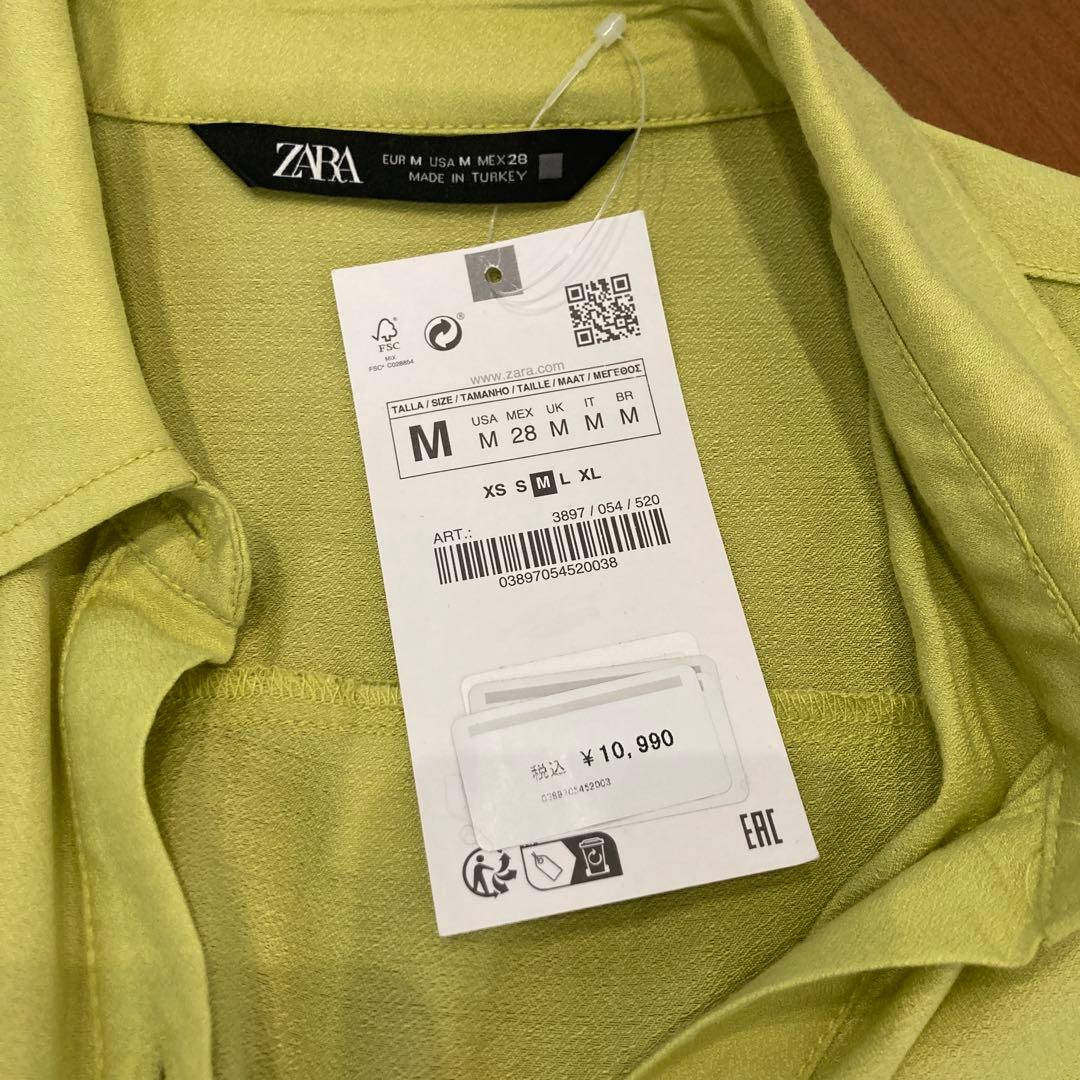 ZARA
EUR M USA M MEX 28
MADE IN TURKEY
FSC
MIX
FSC® C028854
www.zara.com
TALLA / SIZE / TAMANHO / TAILLE / MAAT / ΜΕΓΕΘΟΣ
M
USA MEX UK IT BR
M 28 M M M
XS S M L XL
3897 / 054 / 520
ART.:
03897054520038
税込 ¥10,990
0389705452003
EAC